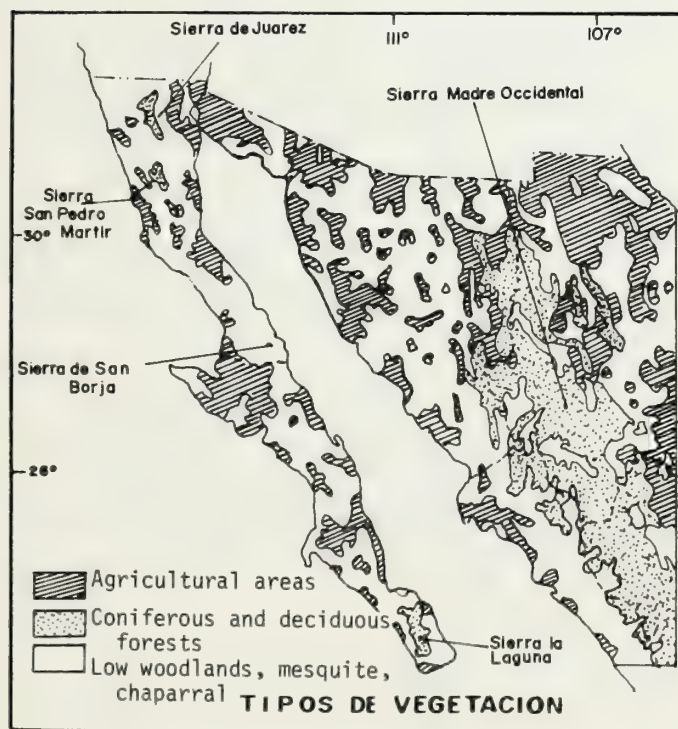 111°
107°
Sierra de Juarez
Sierra Madre Occidental
Sierra
San Pedro
Martir
30°
Sierra de San
Borja
26°
Agricultural areas
Coniferous and deciduous
forests
Low woodlands, mesquite,
chaparral
Sierra la
Laguna
TIPOS DE VEGETACION